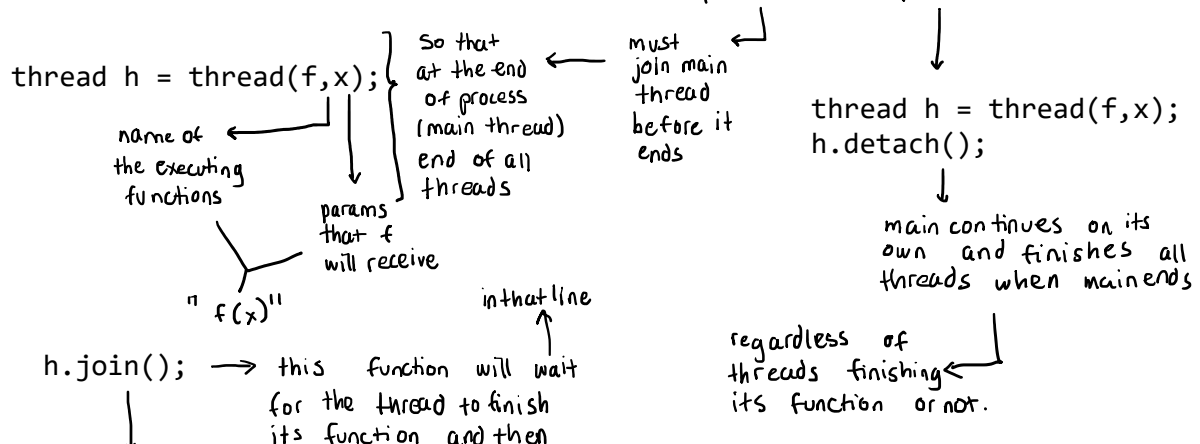 thread h = thread(f,x);
name of
the executing
functions
params
that f
will receive
" f(x)"
So that
at the end
of process
(main thread)
end of all
threads
must
join main
thread
before it
ends
thread h = thread(f,x);
h.detach();
main continues on its
own and finishes all
threads when main ends
regardless of
threads finishing
its function or not.
in that line
h.join();
this function will wait
for the thread to finish
its function and then